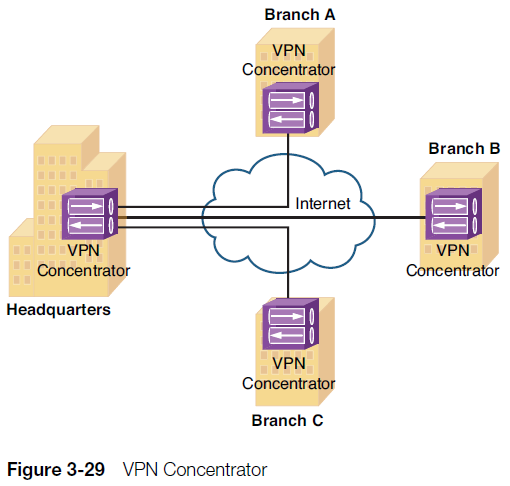 Branch A
VPN
Concentrator
Branch B
Internet
VPN
Concentrator
VPN
Concentrator
Headquarters
VPN
Concentrator
Branch C
Figure 3-29 VPN Concentrator